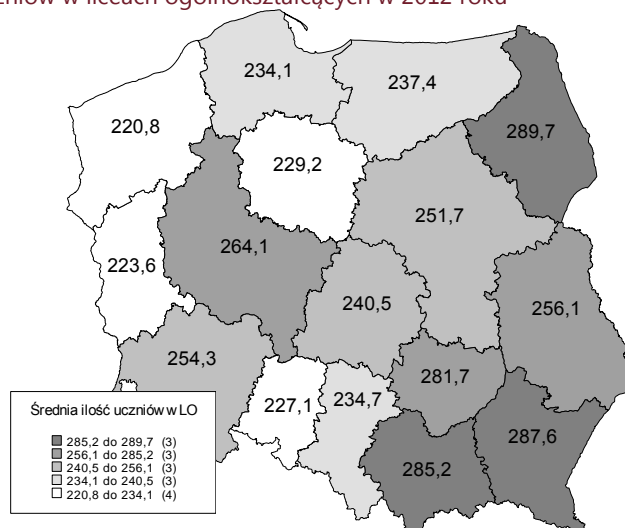 uczniów w liceach ogólnokształcących w 2012 roku
234,1
237,4
220,8
289,7
229,2
251,7
264,1
223,6
240,5
256,1
254,3
281,7
227,1
234,7
287,6
285,2
Średnia ilość uczniów w LO
285,2 do 289,7 (3)
256,1 do 285,2 (3)
240,5 do 256,1 (3)
234,1 do 240,5 (3)
220,8 do 234,1 (4)